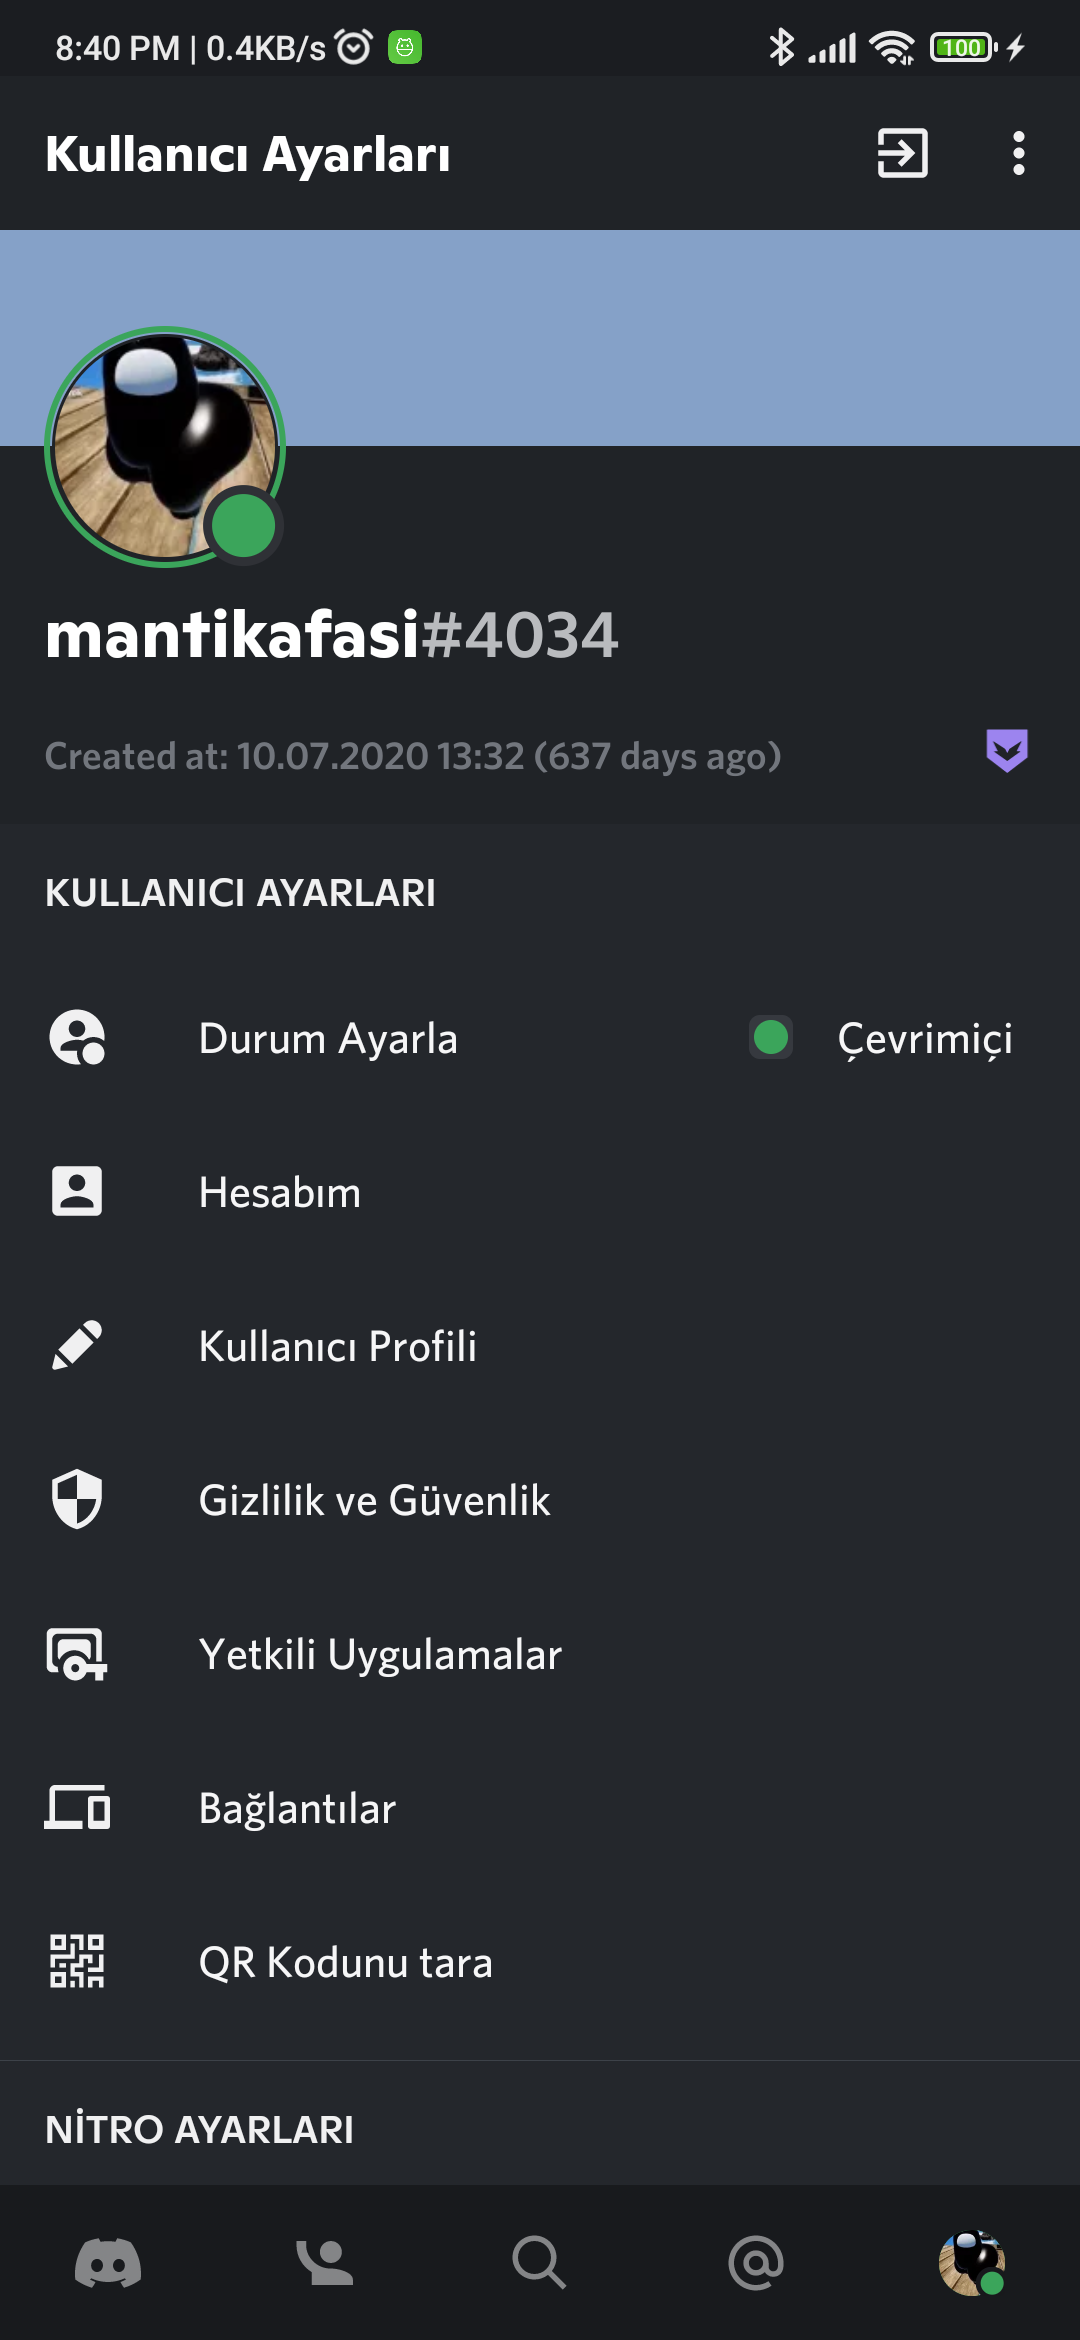 8:40 PM | 0.4KB/s
100
Kullanıcı Ayarları
mantikafasi#4034
Created at: 10.07.2020 13:32 (637 days ago)
KULLANICI AYARLARI
Durum Ayarla Çevrimiçi
Hesabım
Kullanıcı Profili
Gizlilik ve Güvenlik
Yetkili Uygulamalar
Bağlantılar
QR Kodunu tara
NİTRO AYARLARI